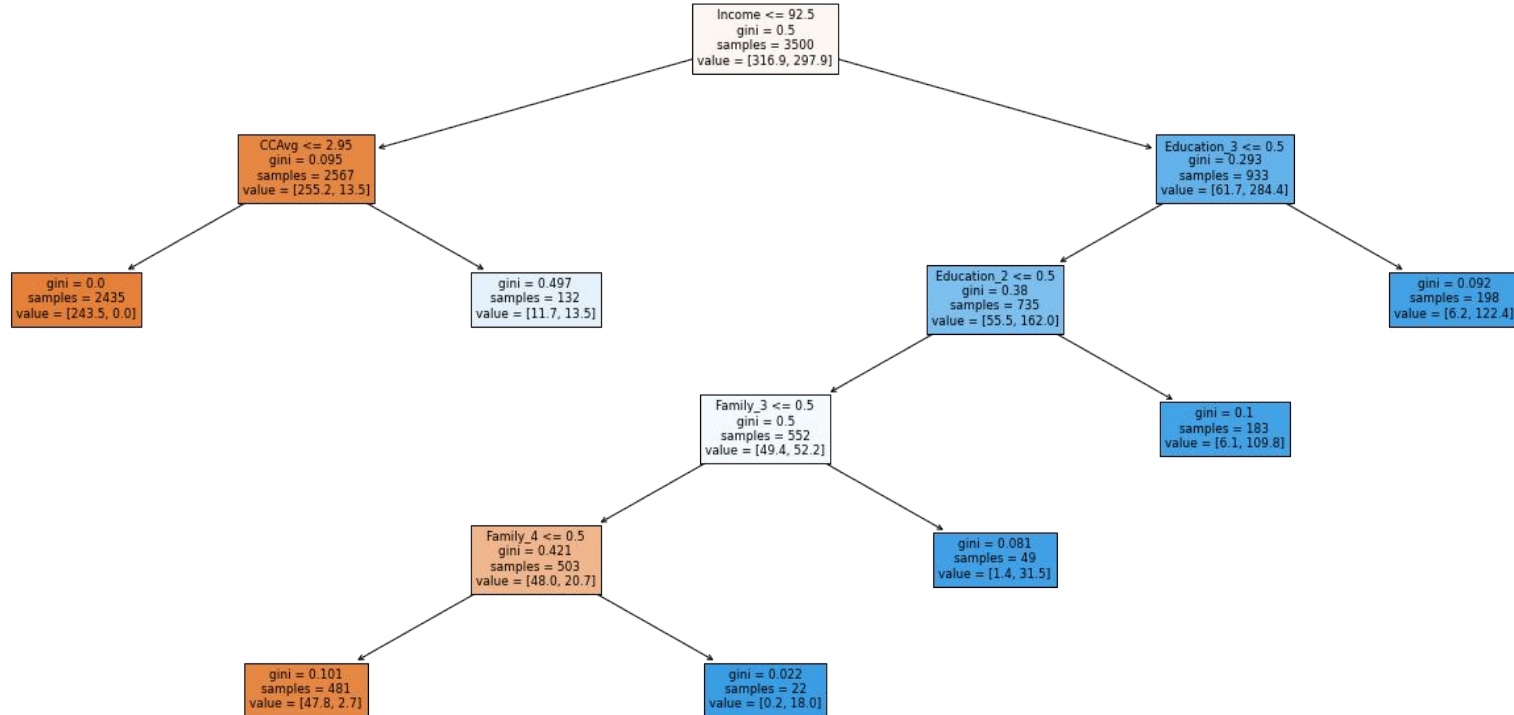 Income <= 92.5
gini = 0.5
samples = 3500
value = [316.9, 297.9]
CCAvg <= 2.95
gini = 0.095
samples = 2567
value = [255.2, 13.5]
Education_3 <= 0.5
gini = 0.293
samples = 933
value = [61.7, 284.4]
gini = 0.0
samples = 2435
value = [243.5, 0.0]
gini = 0.497
samples = 132
value = [11.7, 13.5]
Education_2 <= 0.5
gini = 0.38
samples = 735
value = [55.5, 162.0]
gini = 0.092
samples = 198
value = [6.2, 122.4]
Family_3 <= 0.5
gini = 0.5
samples = 552
value = [49.4, 52.2]
gini = 0.1
samples = 183
value = [6.1, 109.8]
Family_4 <= 0.5
gini = 0.421
samples = 503
value = [48.0, 20.7]
gini = 0.081
samples = 49
value = [1.4, 31.5]
gini = 0.101
samples = 481
value = [47.8, 2.7]
gini = 0.022
samples = 22
value = [0.2, 18.0]